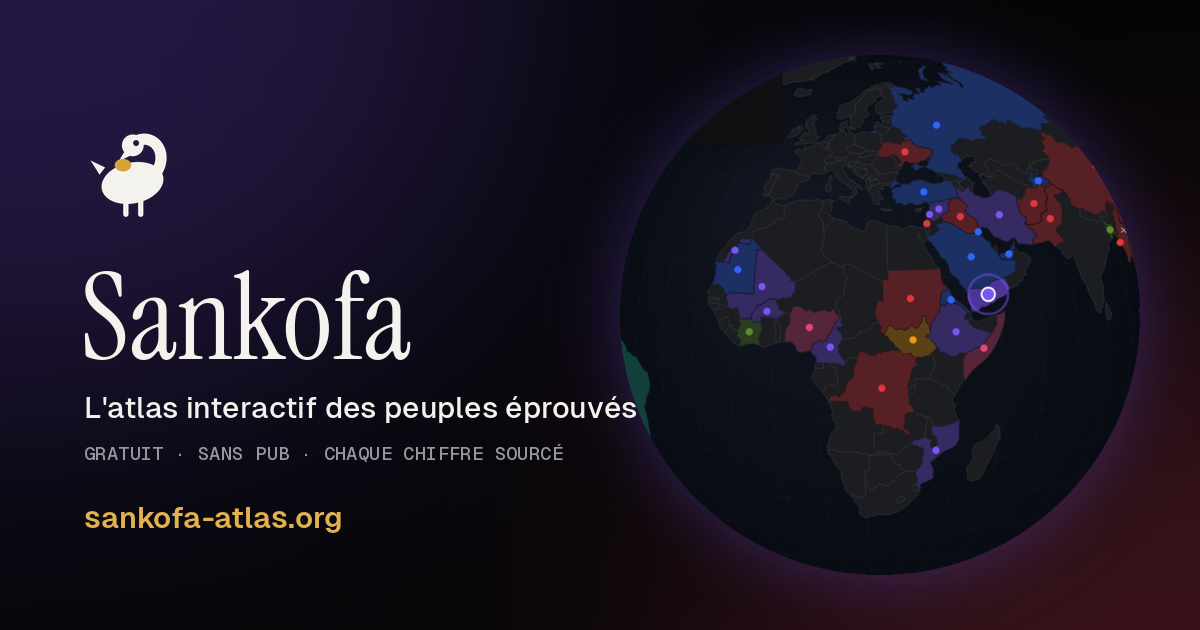 Sankofa
L'atlas interactif des peuples éprouvés
GRATUIT · SANS PUB · CHAQUE CHIFFRE SOURCÉ
sankofa-atlas.org